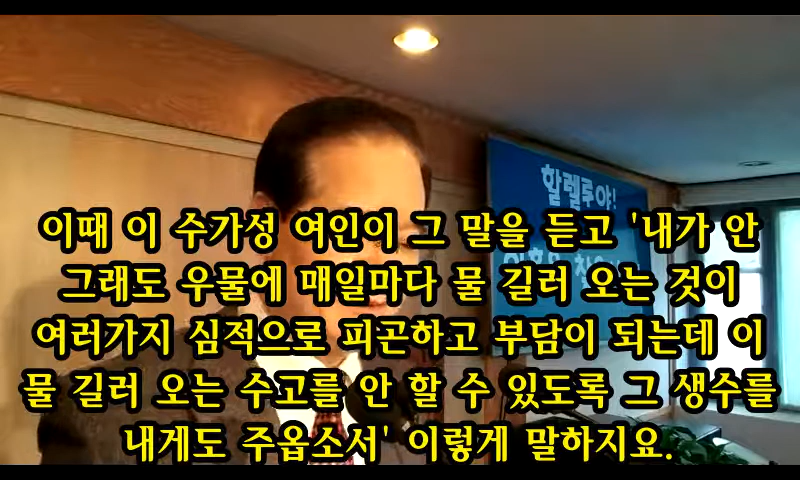 할렐루야!
이때 이 수가성 여인이 그 말을 듣고 '내가 안
그래도 우물에 매일마다 물 길러 오는 것이
여러가지 심적으로 피곤하고 부담이 되는데 이
물 길러 오는 수고를 안 할 수 있도록 그 생수를
내게도 주옵소서' 이렇게 말하지요.